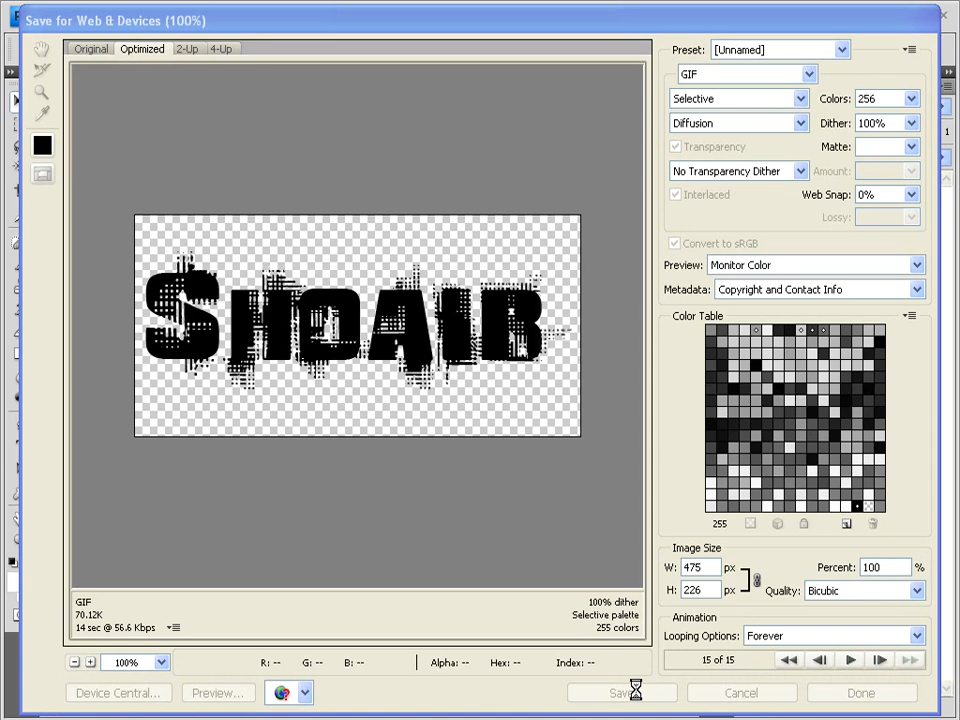 Save for Web & Devices (100%)
Original Optimized 2-Up 4-Up
Preset: [Unnamed]
GIF
Selective Colors: 256
Diffusion Dither: 100%
Transparency Matte:
No Transparency Dither Amount:
Interlaced Web Snap: 0%
Lossy:
Convert to sRGB
Preview: Monitor Color
Metadata: Copyright and Contact Info
Color Table
SHOAIB
255
Image Size
W: 475 px Percent: 100 %
H: 226 px Quality: Bicubic
GIF 100% dither
70.12K Selective palette
14 sec @ 56.6 Kbps 255 colors
Animation
Looping Options: Forever
100% R: -- G: -- B: -- Alpha: -- Hex: -- Index: -- 15 of 15
Device Central... Preview... Save Cancel Done